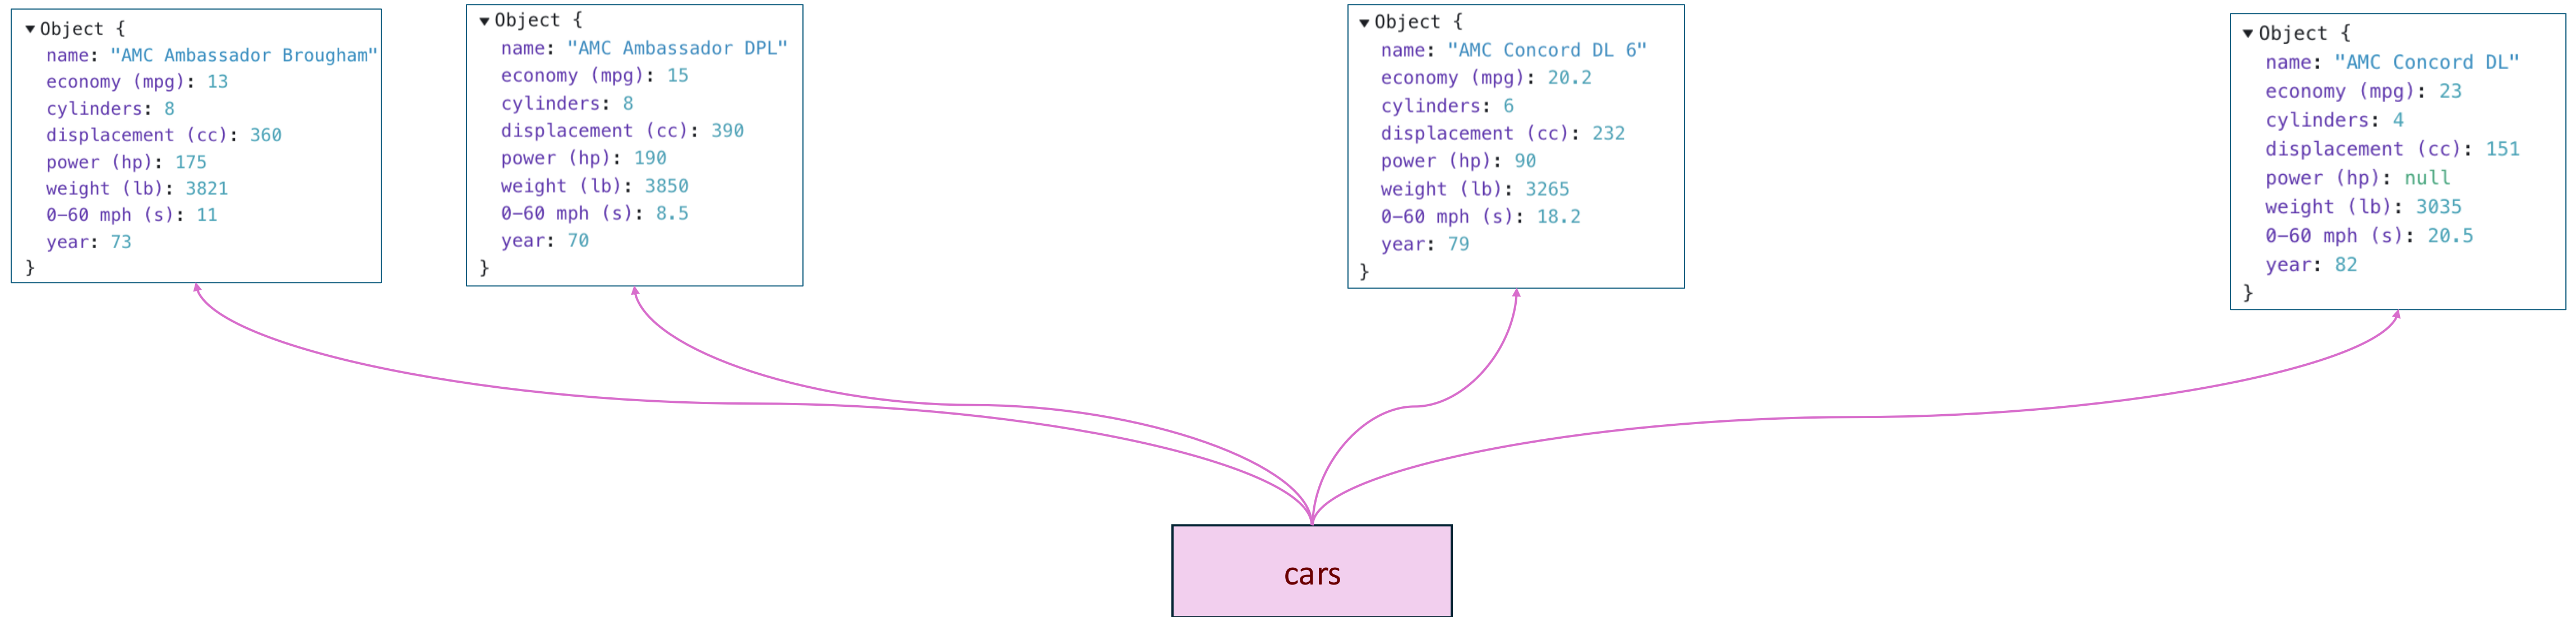 ▼Object {
name: "AMC Ambassador Brougham"
economy (mpg): 13
cylinders: 8
displacement (cc): 360
power (hp): 175
weight (lb): 3821
0–60 mph (s): 11
year: 73
}
▼Object {
name: "AMC Ambassador DPL"
economy (mpg): 15
cylinders: 8
displacement (cc): 390
power (hp): 190
weight (lb): 3850
0–60 mph (s): 8.5
year: 70
}
▼Object {
name: "AMC Concord DL 6"
economy (mpg): 20.2
cylinders: 6
displacement (cc): 232
power (hp): 90
weight (lb): 3265
0–60 mph (s): 18.2
year: 79
}
▼Object {
name: "AMC Concord DL"
economy (mpg): 23
cylinders: 4
displacement (cc): 151
power (hp): null
weight (lb): 3035
0–60 mph (s): 20.5
year: 82
}
cars